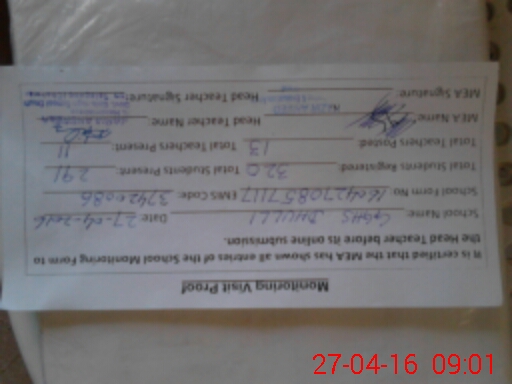 Monitoring Visit Proof
It is certified that the MEA has shown all entries of the School Monitoring Form to
the Head Teacher before its online submission.
School Name: GGHS JHULLI Date: 27-04-2016
School Form No: 1604270857117 EMIS Code: 37420086
Total Students Registered: 320 Total Students Present: 291
Total Teachers Posted: 13 Total Teachers Present: 11
MEA Name: Head Teacher Name:
MEA Signature: Head Teacher Signature:
27-04-16 09:01